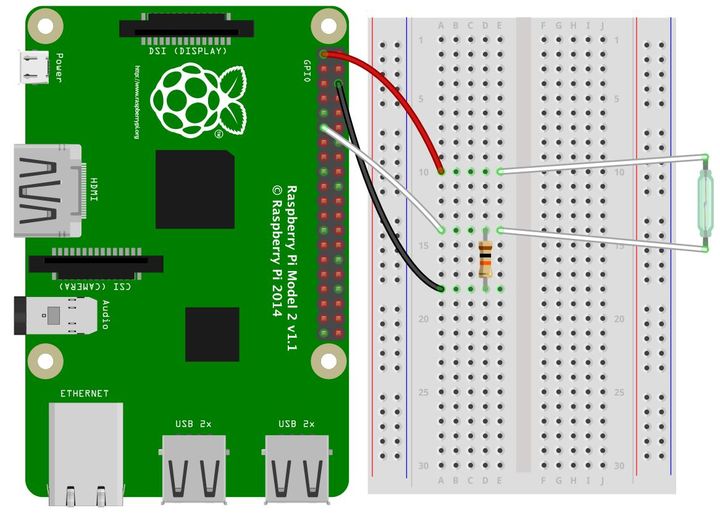 DSI (DISPLAY)
Power
GPIO
http://www.raspberrypi.org
HDMI
Raspberry Pi Model 2 v1.1
© Raspberry Pi 2014
CSI (CAMERA)
Audio
ETHERNET
USB 2x
USB 2x
A B C D E
F G H I J
1
1
5
5
10
10
15
15
20
20
25
25
30
30
A B C D E
F G H I J